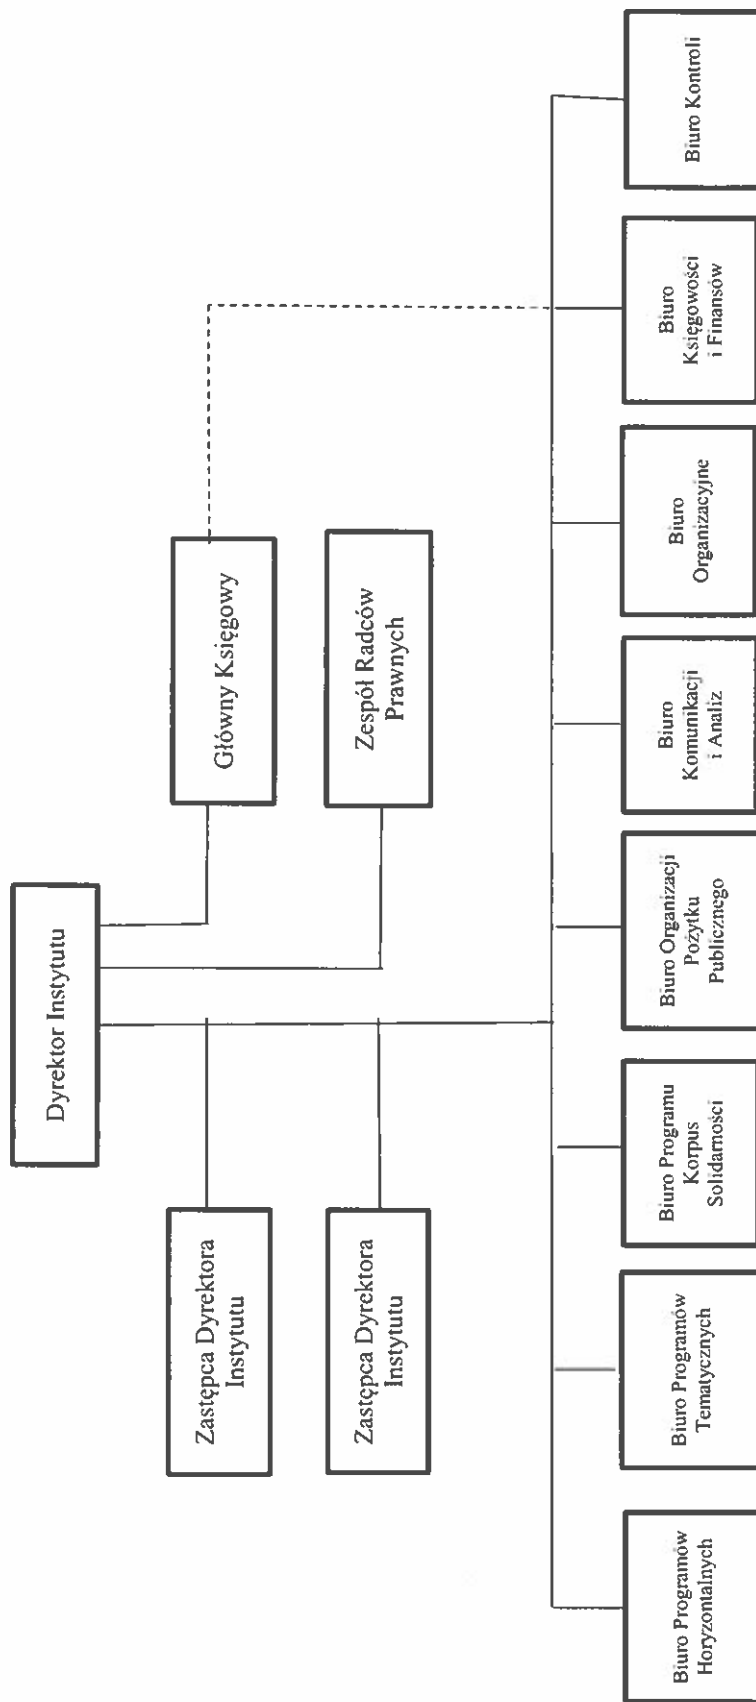 Dyrektor Instytutu
Zastępca Dyrektora
Instytutu
Główny Księgowy
Zastępca Dyrektora
Instytutu
Zespół Radców
Prawnych
Biuro Programów
Horyzontalnych
Biuro Programów
Tematycznych
Biuro Programu
Korpus
Solidarności
Biuro Organizacji
Pożytku
Publicznego
Biuro
Komunikacji
i Analiz
Biuro
Organizacyjne
Biuro
Księgowości
i Finansów
Biuro Kontroli